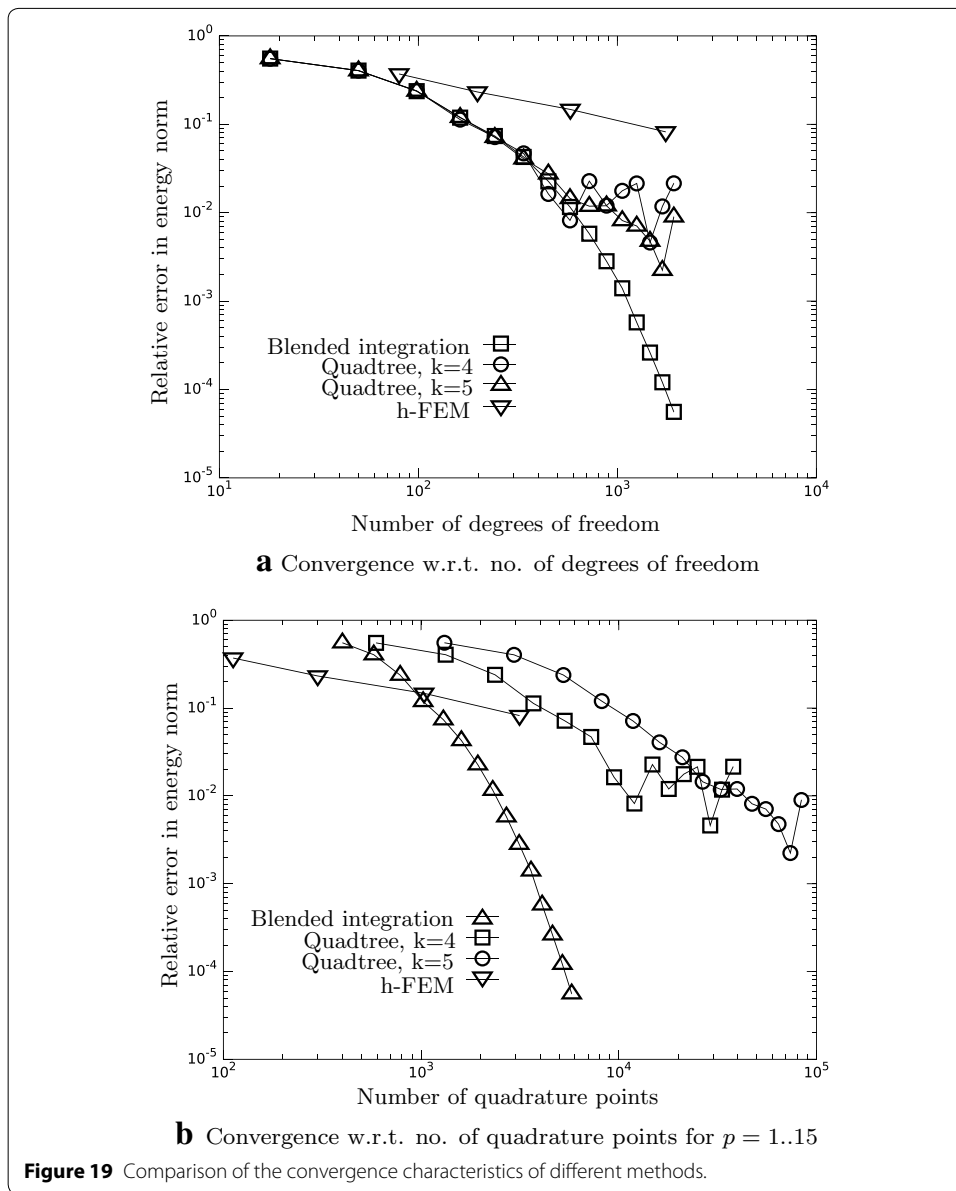 10^0
10^-1
10^-2
10^-3
10^-4
10^-5
Relative error in energy norm
Blended integration
Quadtree, k=4
Quadtree, k=5
h-FEM
10^1 10^2 10^3 10^4
Number of degrees of freedom
a Convergence w.r.t. no. of degrees of freedom
10^0
10^-1
10^-2
10^-3
10^-4
10^-5
Relative error in energy norm
Blended integration
Quadtree, k=4
Quadtree, k=5
h-FEM
10^2 10^3 10^4 10^5
Number of quadrature points
b Convergence w.r.t. no. of quadrature points for p = 1..15
Figure 19 Comparison of the convergence characteristics of different methods.